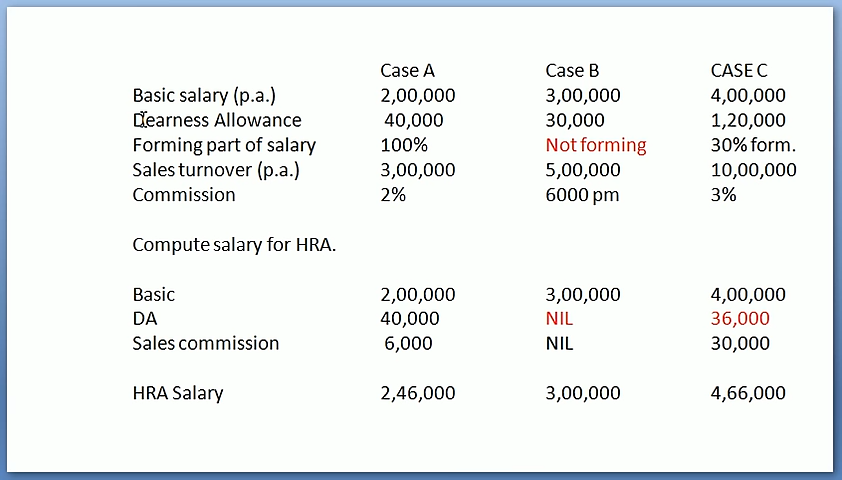 Case A Case B CASE C
Basic salary (p.a.) 2,00,000 3,00,000 4,00,000
Dearness Allowance 40,000 30,000 1,20,000
Forming part of salary 100% Not forming 30% form.
Sales turnover (p.a.) 3,00,000 5,00,000 10,00,000
Commission 2% 6000 pm 3%
Compute salary for HRA.
Basic 2,00,000 3,00,000 4,00,000
DA 40,000 NIL 36,000
Sales commission 6,000 NIL 30,000
HRA Salary 2,46,000 3,00,000 4,66,000